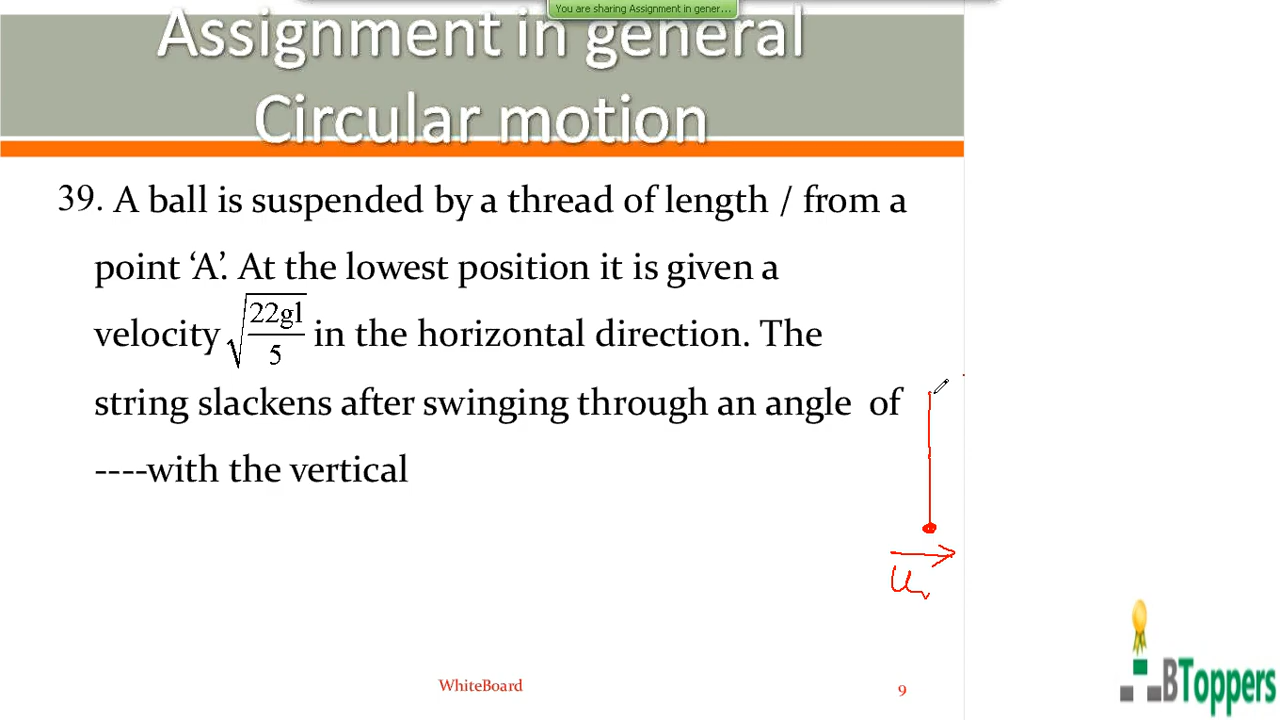 You are sharing Assignment in gener...
Assignment in general
Circular motion
39. A ball is suspended by a thread of length / from a
point ‘A’. At the lowest position it is given a
velocity √(22gl/5) in the horizontal direction. The
string slackens after swinging through an angle of
----with the vertical
u
WhiteBoard
9
BToppers